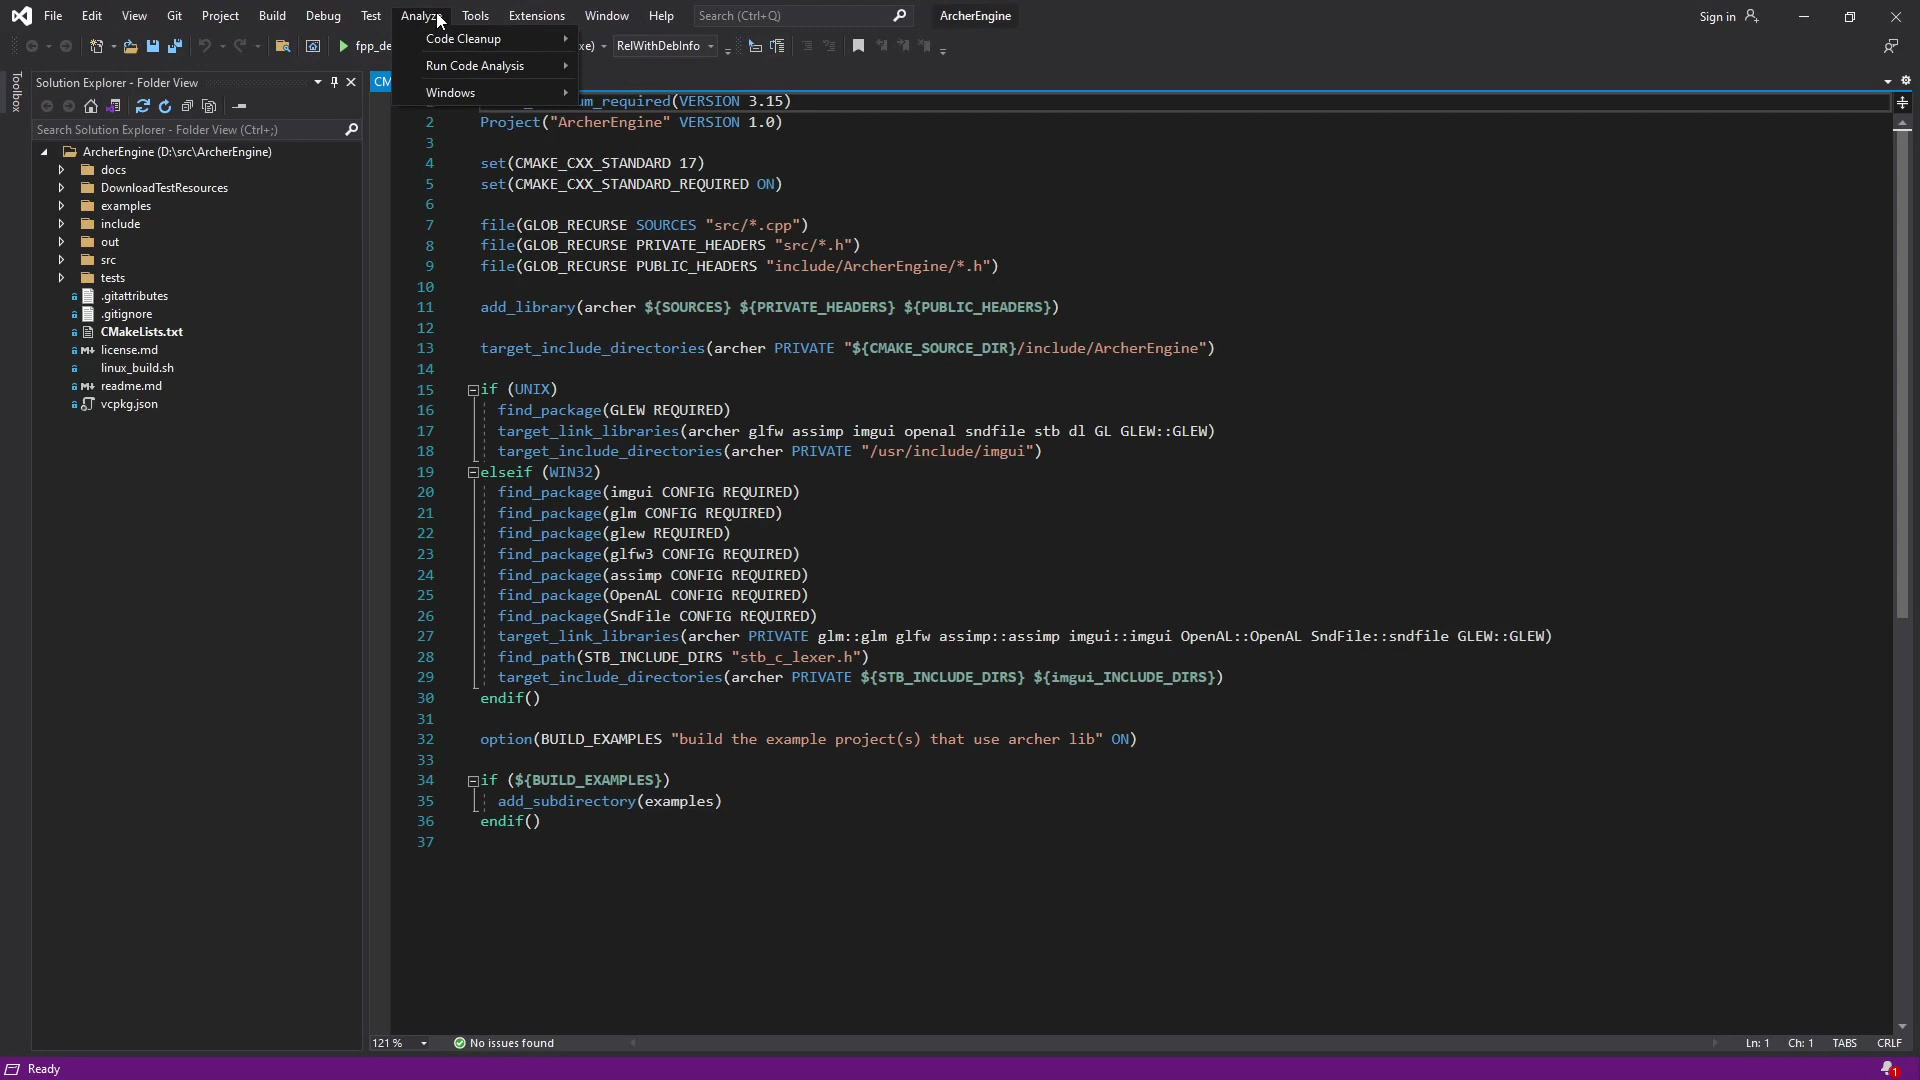 File Edit View Git Project Build Debug Test Analyze Tools Extensions Window Help Search (Ctrl+Q) ArcherEngine Sign in
fpp_de xe) RelWithDebInfo
Code Cleanup
Run Code Analysis
Windows
Toolbox
Solution Explorer - Folder View
Search Solution Explorer - Folder View (Ctrl+;)
ArcherEngine (D:\src\ArcherEngine)
docs
DownloadTestResources
examples
include
out
src
tests
.gitattributes
.gitignore
CMakeLists.txt
license.md
linux_build.sh
readme.md
vcpkg.json
CM
um_required(VERSION 3.15)
2 Project("ArcherEngine" VERSION 1.0)
3
4 set(CMAKE_CXX_STANDARD 17)
5 set(CMAKE_CXX_STANDARD_REQUIRED ON)
6
7 file(GLOB_RECURSE SOURCES "src/*.cpp")
8 file(GLOB_RECURSE PRIVATE_HEADERS "src/*.h")
9 file(GLOB_RECURSE PUBLIC_HEADERS "include/ArcherEngine/*.h")
10
11 add_library(archer ${SOURCES} ${PRIVATE_HEADERS} ${PUBLIC_HEADERS})
12
13 target_include_directories(archer PRIVATE "${CMAKE_SOURCE_DIR}/include/ArcherEngine")
14
15 if (UNIX)
16 find_package(GLEW REQUIRED)
17 target_link_libraries(archer glfw assimp imgui openal sndfile stb dl GL GLEW::GLEW)
18 target_include_directories(archer PRIVATE "/usr/include/imgui")
19 elseif (WIN32)
20 find_package(imgui CONFIG REQUIRED)
21 find_package(glm CONFIG REQUIRED)
22 find_package(glew REQUIRED)
23 find_package(glfw3 CONFIG REQUIRED)
24 find_package(assimp CONFIG REQUIRED)
25 find_package(OpenAL CONFIG REQUIRED)
26 find_package(SndFile CONFIG REQUIRED)
27 target_link_libraries(archer PRIVATE glm::glm glfw assimp::assimp imgui::imgui OpenAL::OpenAL SndFile::sndfile GLEW::GLEW)
28 find_path(STB_INCLUDE_DIRS "stb_c_lexer.h")
29 target_include_directories(archer PRIVATE ${STB_INCLUDE_DIRS} ${imgui_INCLUDE_DIRS})
30 endif()
31
32 option(BUILD_EXAMPLES "build the example project(s) that use archer lib" ON)
33
34 if (${BUILD_EXAMPLES})
35 add_subdirectory(examples)
36 endif()
37
121 % No issues found Ln: 1 Ch: 1 TABS CRLF
Ready 1